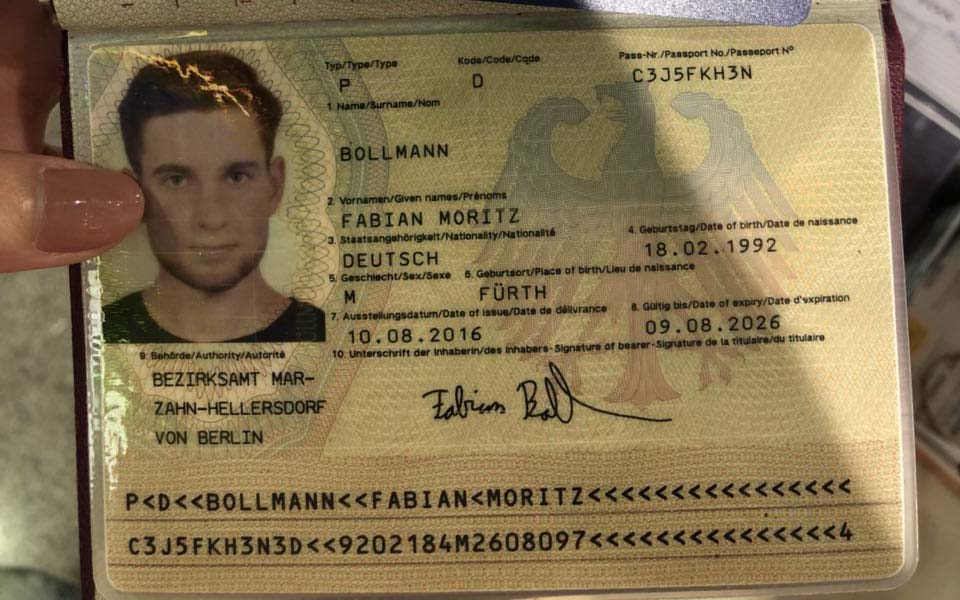 Typ/Type/Type Kode/Code/Code Pass-Nr./Passport No./Passeport Nº
P D C3J5FKH3N
1 Name/Surname/Nom
BOLLMANN
2. Vornamen/Given names/Prénoms
FABIAN MORITZ
3. Staatsangehörigkeit/Nationality/Nationalité 4. Geburtstag/Date of birth/Date de naissance
DEUTSCH 18.02.1992
5. Geschlecht/Sex/Sexe 6. Geburtsort/Place of birth/Lieu de naissance
M FÜRTH
7. Ausstellungsdatum/Date of issue/Date de délivrance 8. Gültig bis/Date of expiry/Date d'expiration
10.08.2016 09.08.2026
9. Behörde/Authority/Autorité 10. Unterschrift der Inhaberin/des Inhabers-Signature of bearer-Signature de la titulaire/du titulaire
BEZIRKSAMT MAR-
ZAHN-HELLERSDORF
VON BERLIN
Fabian Boll
P<D<<BOLLMANN<<FABIAN<MORITZ<<<<<<<<<<<<<<<<
C3J5FKH3N3D<<9202184M2608097<<<<<<<<<<<<<<<4